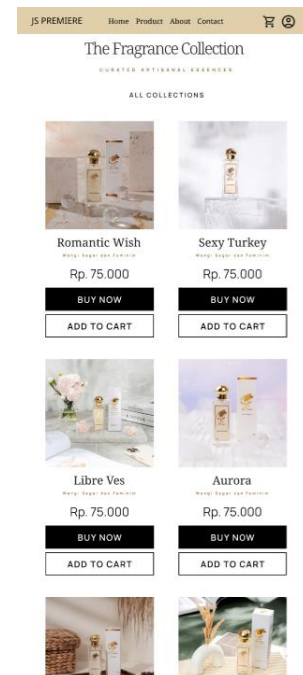 JS PREMIERE Home Product About Contact
The Fragrance Collection
CURATED ARTISANAL ESSENCES
ALL COLLECTIONS
Romantic Wish Sexy Turkey
Wangi Segar dan Feminim Wangi Segar dan Feminim
Rp. 75.000 Rp. 75.000
BUY NOW BUY NOW
ADD TO CART ADD TO CART
Libre Ves Aurora
Wangi Segar dan Feminim Wangi Segar dan Feminim
Rp. 75.000 Rp. 75.000
BUY NOW BUY NOW
ADD TO CART ADD TO CART